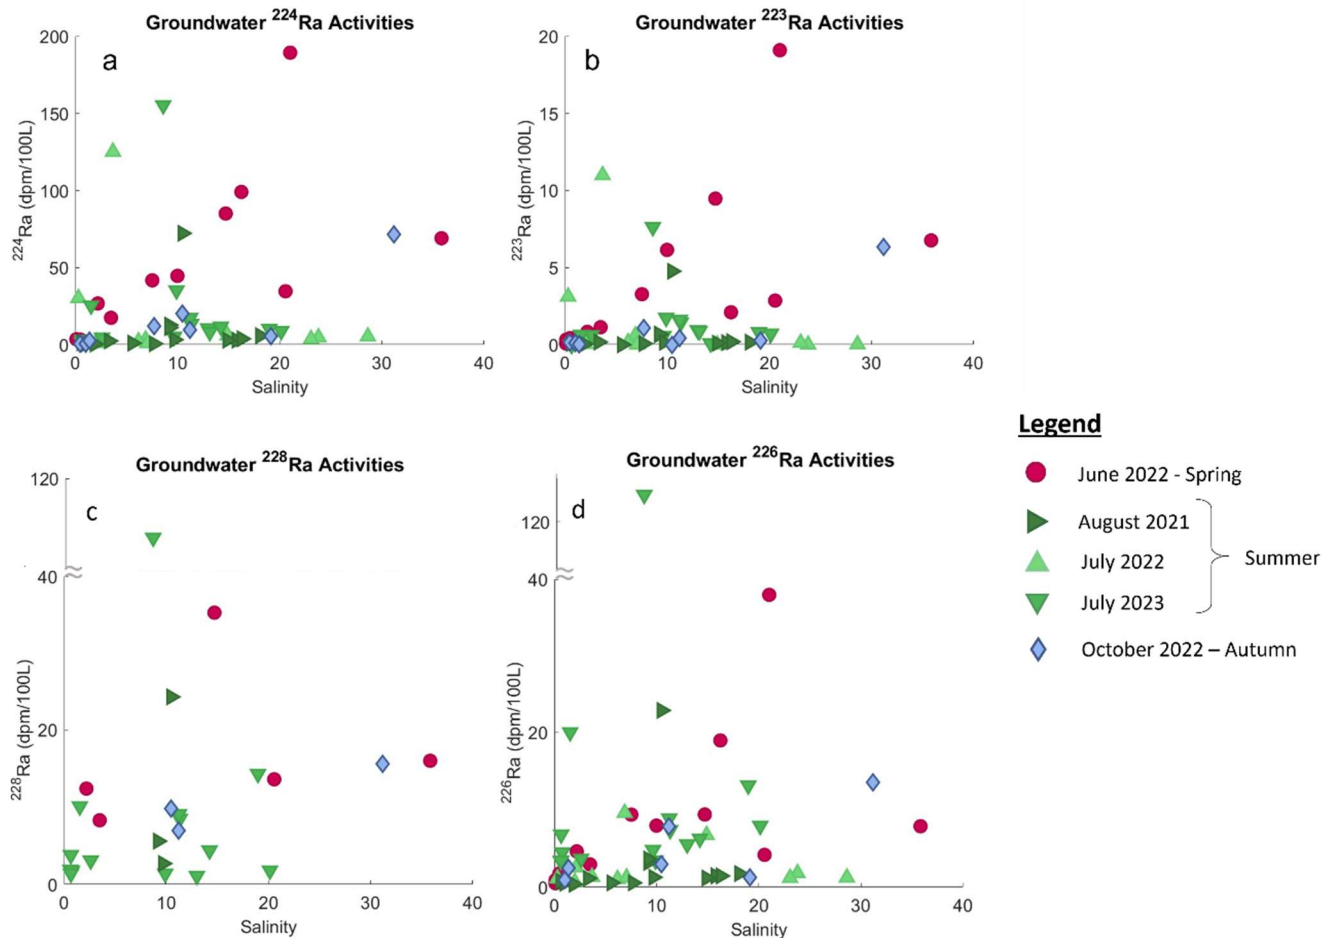 Groundwater ²²⁴Ra Activities
a
200
150
100
50
0
²²⁴Ra (dpm/100L)
0 10 20 30 40
Salinity
Groundwater ²²³Ra Activities
b
20
15
10
5
0
²²³Ra (dpm/100L)
0 10 20 30 40
Salinity
Groundwater ²²⁸Ra Activities
c
120
40
20
0
²²⁸Ra (dpm/100L)
0 10 20 30 40
Salinity
Groundwater ²²⁶Ra Activities
d
120
40
20
0
²²⁶Ra (dpm/100L)
0 10 20 30 40
Salinity
Legend
June 2022 - Spring
August 2021
July 2022
Summer
July 2023
October 2022 – Autumn